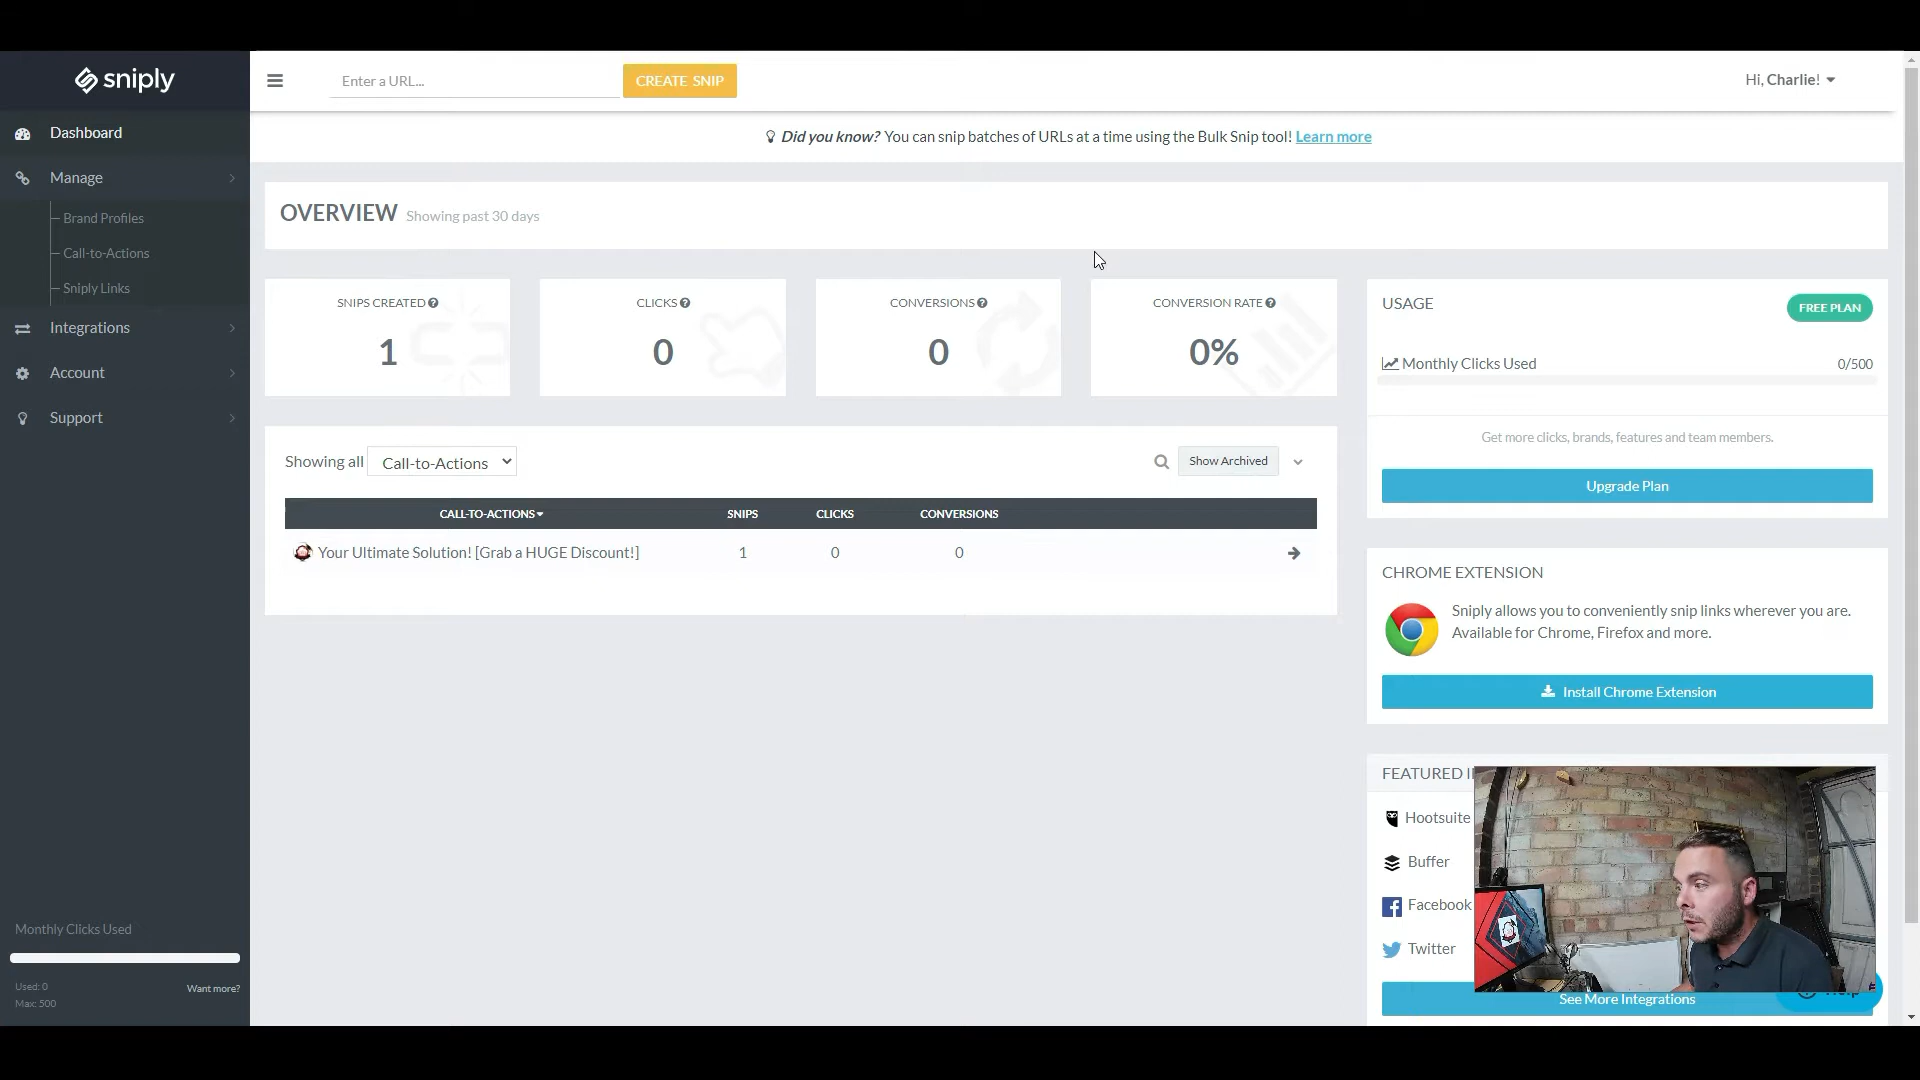 sniply
Enter a URL...
CREATE SNIP
Hi, Charlie!
Did you know? You can snip batches of URLs at a time using the Bulk Snip tool! Learn more
Dashboard
Manage
Brand Profiles
Call-to-Actions
Sniply Links
Integrations
Account
Support
Monthly Clicks Used
Used: 0
Max: 500
Want more?
OVERVIEW Showing past 30 days
SNIPS CREATED
1
CLICKS
0
CONVERSIONS
0
CONVERSION RATE
0%
Showing all Call-to-Actions
Show Archived
CALL-TO-ACTIONS SNIPS CLICKS CONVERSIONS
Your Ultimate Solution! [Grab a HUGE Discount!] 1 0 0
USAGE
FREE PLAN
Monthly Clicks Used 0/500
Get more clicks, brands, features and team members.
Upgrade Plan
CHROME EXTENSION
Sniply allows you to conveniently snip links wherever you are.
Available for Chrome, Firefox and more.
Install Chrome Extension
FEATURED
Hootsuite
Buffer
Facebook
Twitter
See More Integrations